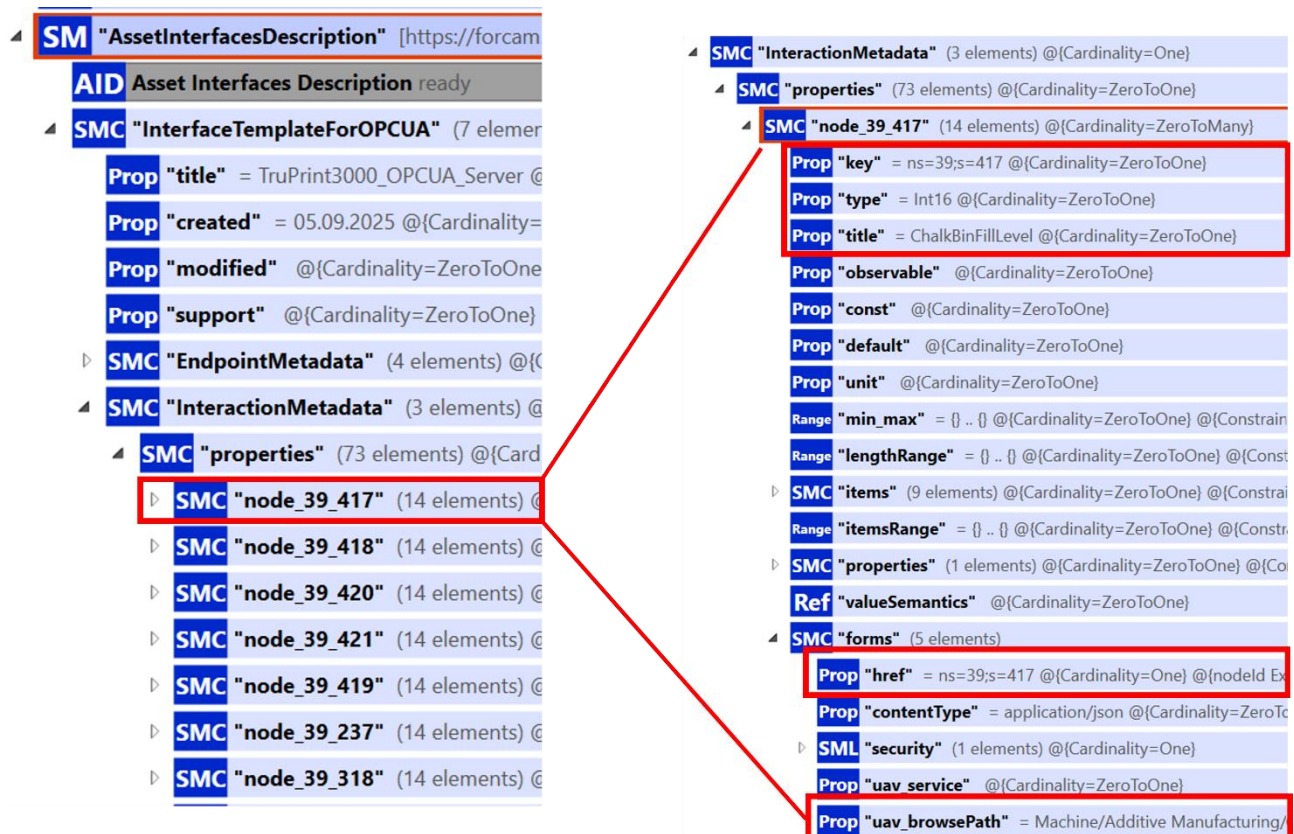 SM "AssetInterfacesDescription" [https://forcam
AID Asset Interfaces Description ready
SMC "InterfaceTemplateForOPCUA" (7 elemen
Prop "title" = TruPrint3000_OPCUA_Server @
Prop "created" = 05.09.2025 @{Cardinality=
Prop "modified" @{Cardinality=ZeroToOne
Prop "support" @{Cardinality=ZeroToOne}
SMC "EndpointMetadata" (4 elements) @{C
SMC "InteractionMetadata" (3 elements) @
SMC "properties" (73 elements) @{Card
SMC "node_39_417" (14 elements) @
SMC "node_39_418" (14 elements) @
SMC "node_39_420" (14 elements) @
SMC "node_39_421" (14 elements) @
SMC "node_39_419" (14 elements) @
SMC "node_39_237" (14 elements) @
SMC "node_39_318" (14 elements) @
SMC "InteractionMetadata" (3 elements) @{Cardinality=One}
SMC "properties" (73 elements) @{Cardinality=ZeroToOne}
SMC "node_39_417" (14 elements) @{Cardinality=ZeroToMany}
Prop "key" = ns=39;s=417 @{Cardinality=ZeroToOne}
Prop "type" = Int16 @{Cardinality=ZeroToOne}
Prop "title" = ChalkBinFillLevel @{Cardinality=ZeroToOne}
Prop "observable" @{Cardinality=ZeroToOne}
Prop "const" @{Cardinality=ZeroToOne}
Prop "default" @{Cardinality=ZeroToOne}
Prop "unit" @{Cardinality=ZeroToOne}
Range "min_max" = {} .. {} @{Cardinality=ZeroToOne} @{Constrain
Range "lengthRange" = {} .. {} @{Cardinality=ZeroToOne} @{Const
SMC "items" (9 elements) @{Cardinality=ZeroToOne} @{Constrai
Range "itemsRange" = {} .. {} @{Cardinality=ZeroToOne} @{Constr
SMC "properties" (1 elements) @{Cardinality=ZeroToOne} @{Co
Ref "valueSemantics" @{Cardinality=ZeroToOne}
SMC "forms" (5 elements)
Prop "href" = ns=39;s=417 @{Cardinality=One} @{nodeId Ex
Prop "contentType" = application/json @{Cardinality=ZeroTo
SML "security" (1 elements) @{Cardinality=One}
Prop "uav_service" @{Cardinality=ZeroToOne}
Prop "uav_browsePath" = Machine/Additive Manufacturing/